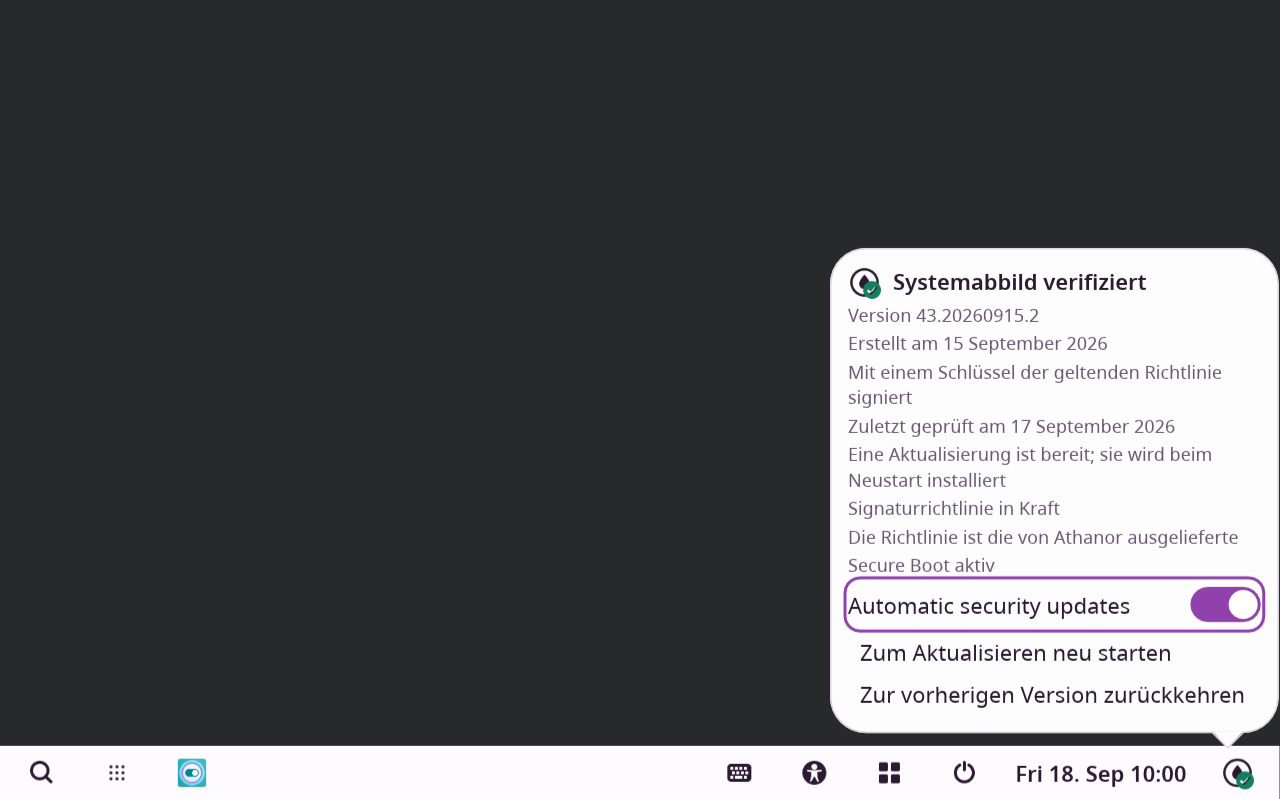 Systemabbild verifiziert
Version 43.20260915.2
Erstellt am 15 September 2026
Mit einem Schlüssel der geltenden Richtlinie
signiert
Zuletzt geprüft am 17 September 2026
Eine Aktualisierung ist bereit; sie wird beim
Neustart installiert
Signaturrichtlinie in Kraft
Die Richtlinie ist die von Athanor ausgelieferte
Secure Boot aktiv
Automatic security updates
Zum Aktualisieren neu starten
Zur vorherigen Version zurückkehren
Fri 18. Sep 10:00